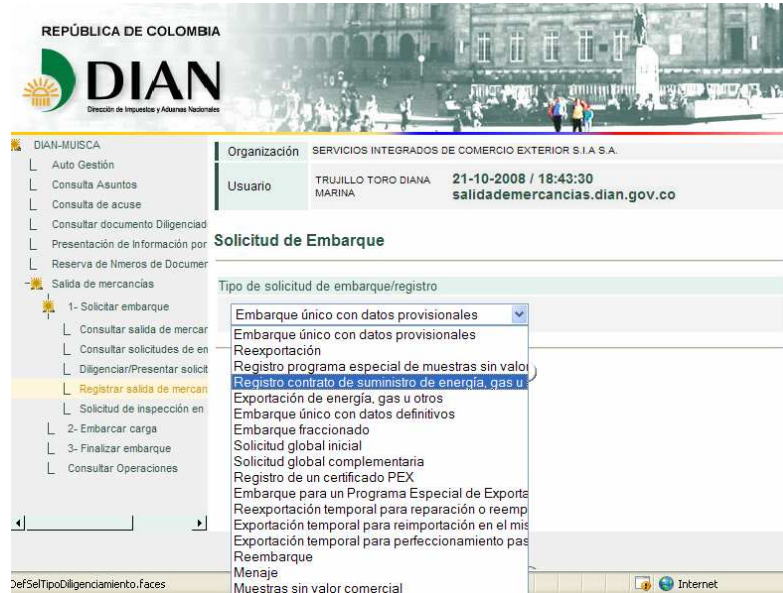 REPÚBLICA DE COLOMBIA
DIAN
Dirección de Impuestos y Aduanas Nacionales
DIAN-MUISCA
Auto Gestión
Consulta Asuntos
Consulta de acuse
Consultar documento Diligenciad
Presentación de Información por
Reserva de Nmeros de Documer
Salida de mercancías
1- Solicitar embarque
Consultar salida de mercar
Consultar solicitudes de en
Diligenciar/Presentar solicit
Registrar salida de mercan
Solicitud de inspección en
2- Embarcar carga
3- Finalizar embarque
Consultar Operaciones
Organización SERVICIOS INTEGRADOS DE COMERCIO EXTERIOR S.I.A S.A.
Usuario TRUJILLO TORO DIANA MARINA
21-10-2008 / 18:43:30
salidademercancias.dian.gov.co
Solicitud de Embarque
Tipo de solicitud de embarque/registro
Embarque único con datos provisionales
Embarque único con datos provisionales
Reexportación
Registro programa especial de muestras sin valor
Registro contrato de suministro de energía, gas u
Exportación de energía, gas u otros
Embarque único con datos definitivos
Embarque fraccionado
Solicitud global inicial
Solicitud global complementaria
Registro de un certificado PEX
Embarque para un Programa Especial de Exporta
Reexportación temporal para reparación o reemp
Exportación temporal para reimportación en el mis
Exportación temporal para perfeccionamiento pas
Reembarque
Menaje
Muestras sin valor comercial
DefSelTipoDiligenciamiento.faces
Internet